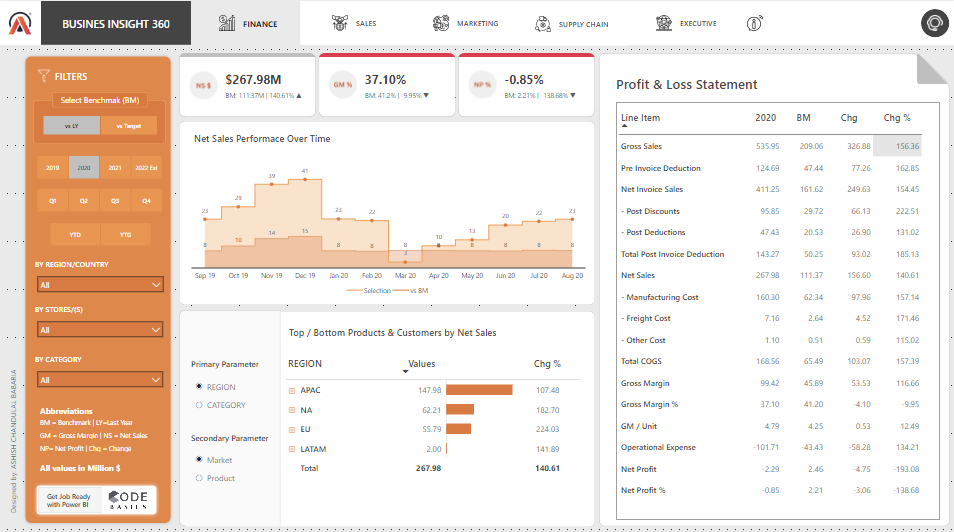 BUSINES INSIGHT 360
FINANCE
SALES
MARKETING
SUPPLY CHAIN
EXECUTIVE
FILTERS
Select Benchmak (BM)
vs LY
vs Target
2019
2020
2021
2022 Est
Q1
Q2
Q3
Q4
YTD
YTG
BY REGION/COUNTRY
All
BY STORES/(S)
All
BY CATEGORY
All
Abbreviations
BM = Benchmark | LY=Last Year
GM = Gross Margin | NS = Net Sales
NP= Net Profit | Chg = Change
All values in Million $
Get Job Ready
with Power BI
CODE
BASICS
Designed by: ASHISH CHANDULAL BABARIA
NS $
$267.98M
BM: 111.37M | 140.61% ▲
GM %
37.10%
BM: 41.2% | -9.95% ▼
NP %
-0.85%
BM: 2.21% | -138.68% ▼
Net Sales Performace Over Time
23 29 39 41 23 22 3 10 13 20 22 23
8 10 14 15 8 8 8 8 8 8 8 8
Sep 19 Oct 19 Nov 19 Dec 19 Jan 20 Feb 20 Mar 20 Apr 20 May 20 Jun 20 Jul 20 Aug 20
Selection vs BM
Primary Parameter
REGION
CATEGORY
Secondary Parameter
Market
Product
Top / Bottom Products & Customers by Net Sales
REGION Values Chg %
APAC 147.98 107.48
NA 62.21 182.70
EU 55.79 224.03
LATAM 2.00 141.89
Total 267.98 140.61
Profit & Loss Statement
Line Item 2020 BM Chg Chg %
Gross Sales 535.95 209.06 326.88 156.36
Pre Invoice Deduction 124.69 47.44 77.26 162.85
Net Invoice Sales 411.25 161.62 249.63 154.45
- Post Discounts 95.85 29.72 66.13 222.51
- Post Deductions 47.43 20.53 26.90 131.02
Total Post Invoice Deduction 143.27 50.25 93.02 185.13
Net Sales 267.98 111.37 156.60 140.61
- Manufacturing Cost 160.30 62.34 97.96 157.14
- Freight Cost 7.16 2.64 4.52 171.46
- Other Cost 1.10 0.51 0.59 115.02
Total COGS 168.56 65.49 103.07 157.39
Gross Margin 99.42 45.89 53.53 116.66
Gross Margin % 37.10 41.20 -4.10 -9.95
GM / Unit 4.79 4.25 0.53 12.49
Operational Expense -101.71 -43.43 -58.28 134.21
Net Profit -2.29 2.46 -4.75 -193.08
Net Profit % -0.85 2.21 -3.06 -138.68